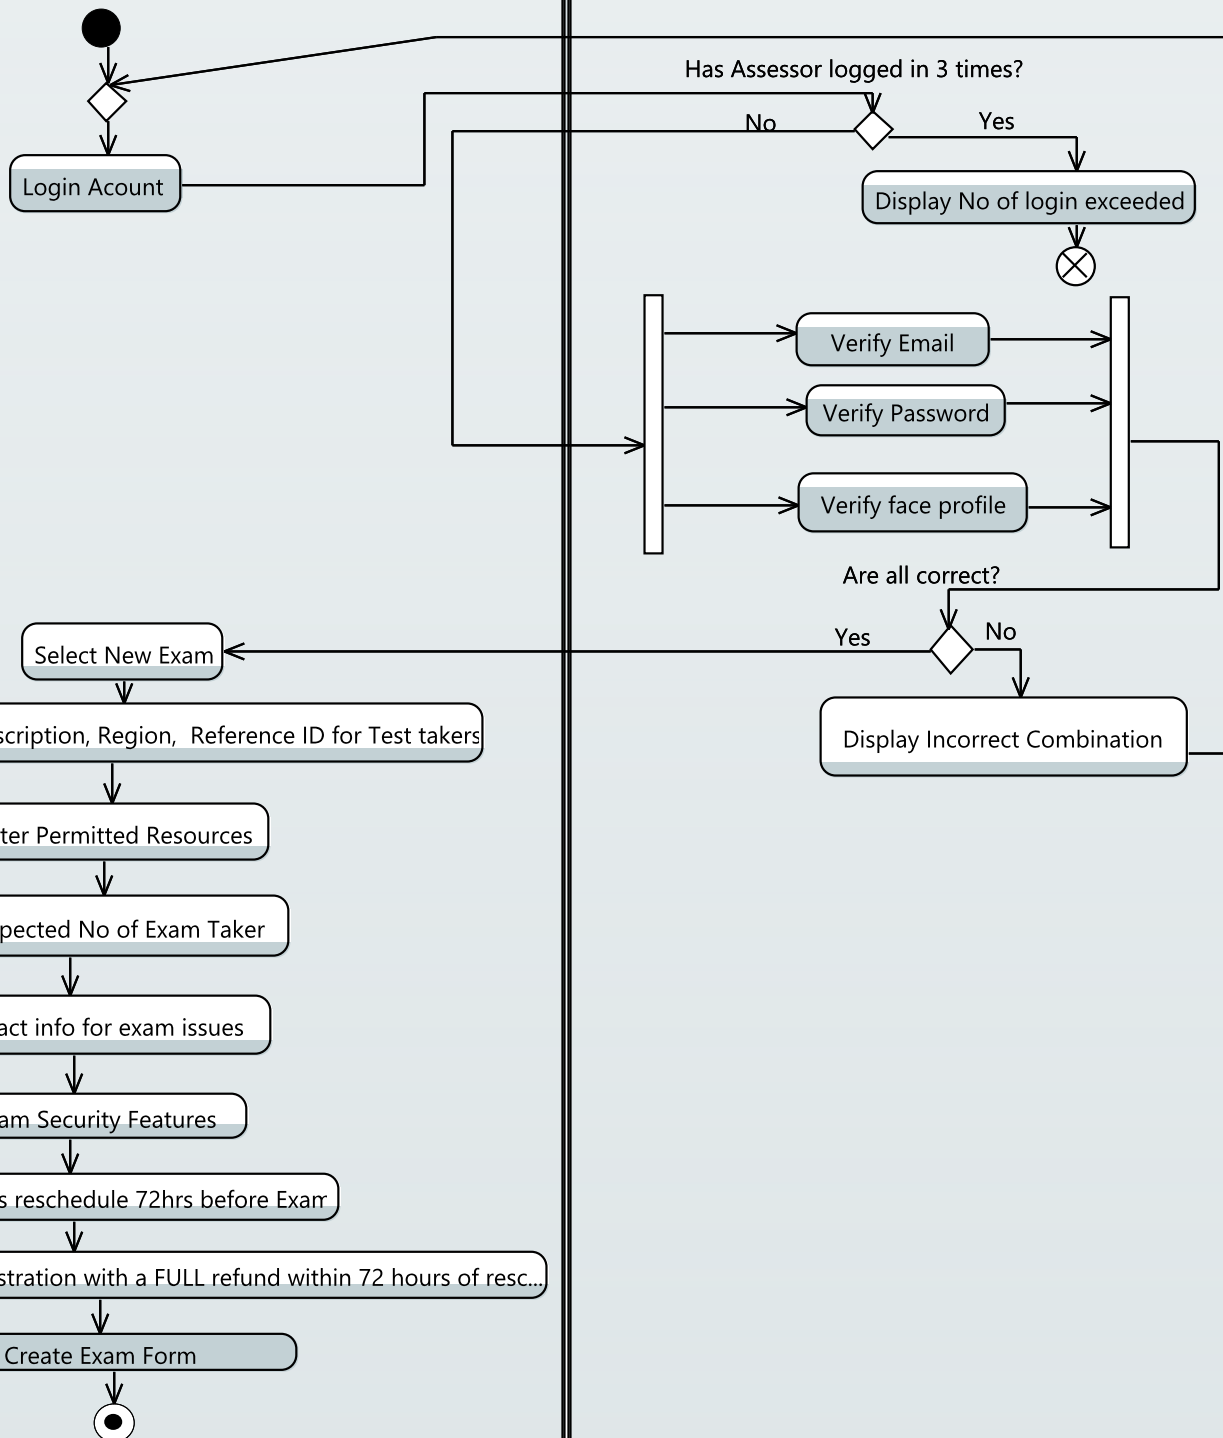 Has Assessor logged in 3 times?
No
Yes
Login Acount
Display No of login exceeded
Verify Email
Verify Password
Verify face profile
Are all correct?
Yes
No
Select New Exam
scription, Region,  Reference ID for Test takers
Display Incorrect Combination
ter Permitted Resources
pected No of Exam Taker
act info for exam issues
am Security Features
s reschedule 72hrs before Exam
stration with a FULL refund within 72 hours of resc...
Create Exam Form